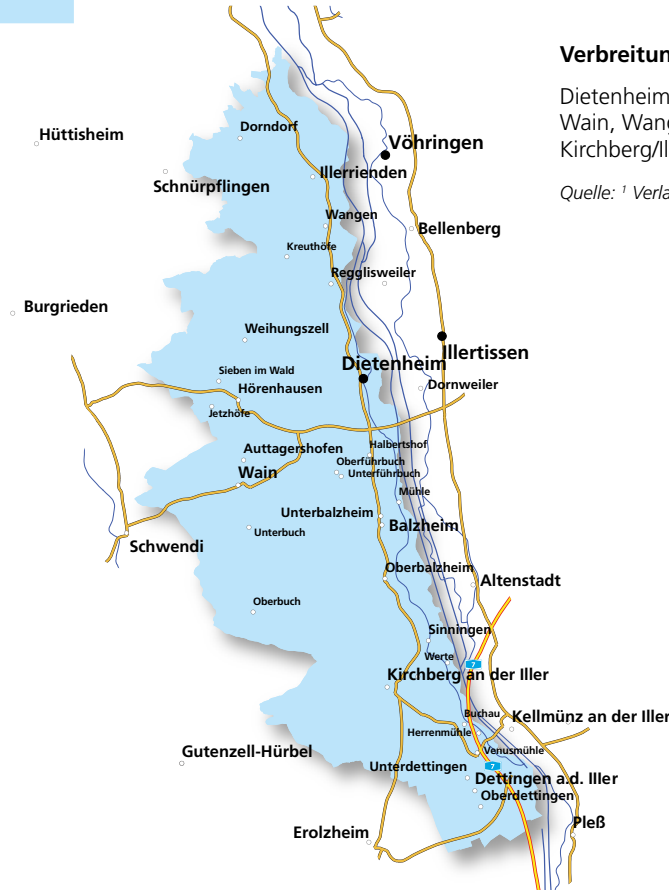 Verbreitun
Dietenheim
Wain, Wang
Kirchberg/Il
Quelle: ¹ Verla
Dorndorf
Hüttisheim
Vöhringen
Illerrienden
Schnürpflingen
Wangen
Bellenberg
Kreuthöfe
Regglisweiler
Burgrieden
Weihungszell
Illertissen
Dietenheim
Sieben im Wald
Dornweiler
Hörenhausen
Jetzhöfe
Halbertshof
Auttagershofen
Oberführbuch
Wain
Unterführbuch
Mühle
Unterbalzheim
Balzheim
Unterbuch
Schwendi
Oberbalzheim
Altenstadt
Oberbuch
Sinningen
Werte
7
Kirchberg an der Iller
Buchau
Kellmünz an der Iller
Herrenmühle
Venusmühle
Gutenzell-Hürbel
Unterdettingen
7
Dettingen a.d. Iller
Oberdettingen
Pleß
Erolzheim